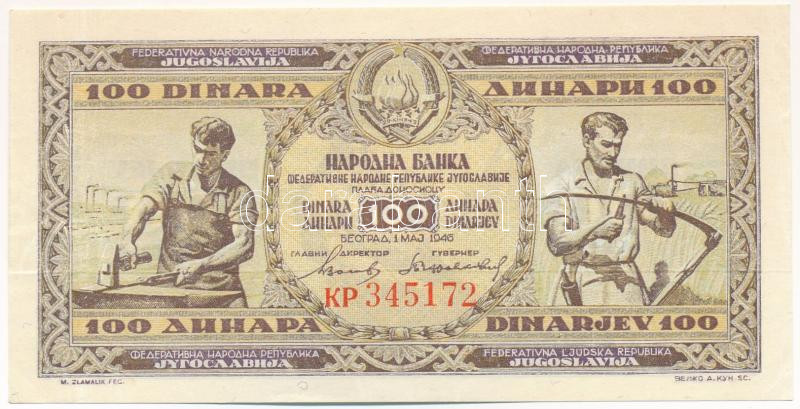 FEDERATIVNA NARODNA REPUBLIKA
JUGOSLAVIJA
ФЕДЕРАТИВНА НАРОДНА РЕПУБЛИКА
ЈУГОСЛАВИЈА
100 DINARA
ДИНАРИ 100
НАРОДНА БАНКА
ФЕДЕРАТИВНЕ НАРОДНЕ РЕПУБЛИКЕ ЈУГОСЛАВИЈЕ
ПЛАЋА ДОНОСИОЦУ
DINARA 100 ДИНАРА
ДИНАРИ DINARJEV
БЕОГРАД, 1 МАЈ 1946
ГЛАВНИ ДИРЕКТОР ГУВЕРНЕР
KP 345172
100 ДИНАРА
DINARJEV 100
ФЕДЕРАТИВНА НАРОДНА РЕПУБЛИКА
ЈУГОСЛАВИЈА
FEDERATIVNA LJUDSKA REPUBLIKA
JUGOSLAVIJA
M. ZLAMALIK FEC.
ВЕЉКО А. КУН SC.
darabanth